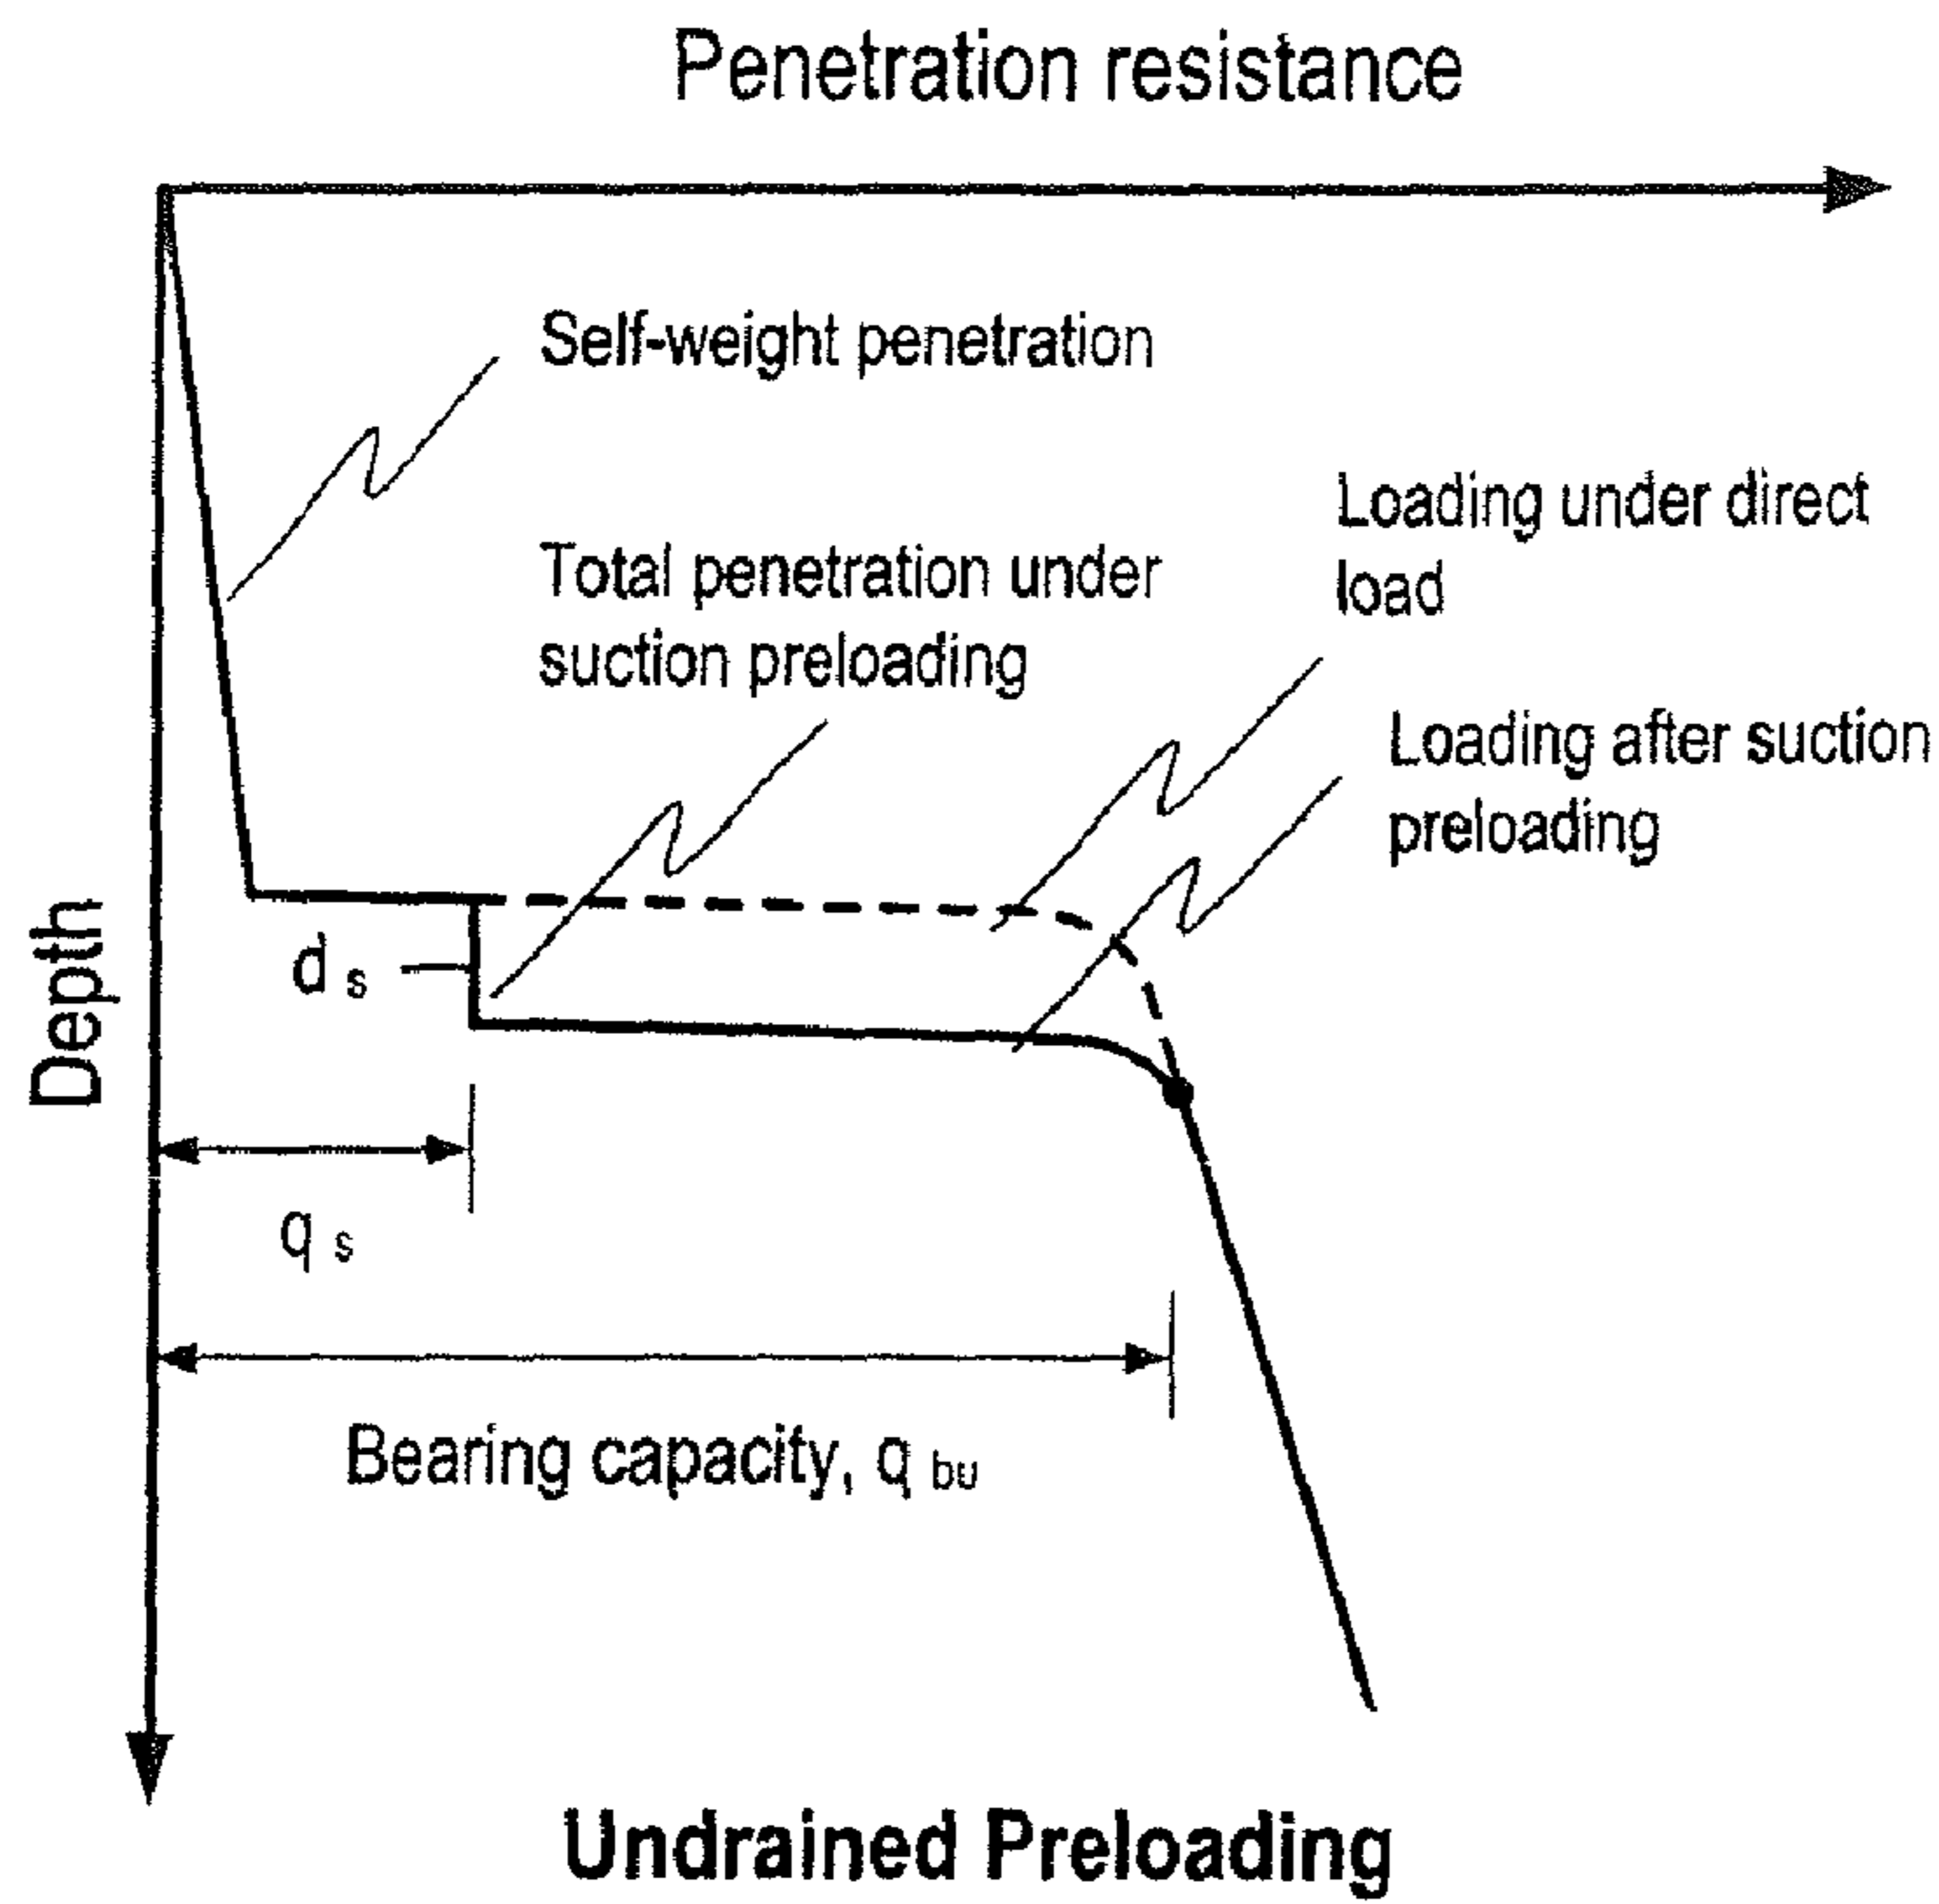 Penetration resistance
Self-weight penetration
Loading under direct
load
Total penetration under
suction preloading
Loading after suction
preloading
Depth
d s
q s
Bearing capacity, q bu
Undrained Preloading